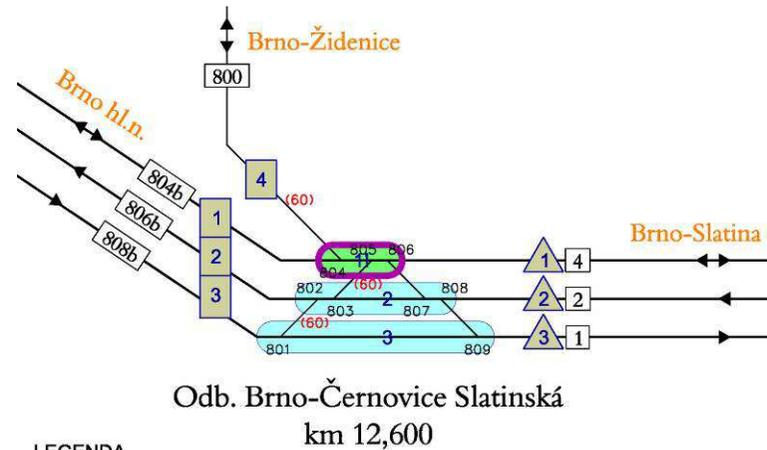 Brno-Židenice
800
Brno hl.n.
804b
806b
808b
4
(60)
1
2
3
Brno-Slatina
805 806
11
804
1 4
(60)
802 808
2
803 807
2 2
(60)
3
801 809
3 1
Odb. Brno-Černovice Slatinská
km 12,600
LEGENDA